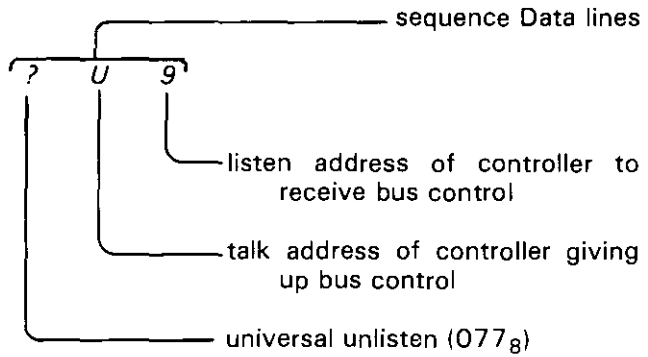 sequence Data lines
? U 9
listen address of controller to
receive bus control
talk address of controller giving
up bus control
universal unlisten (077₈)